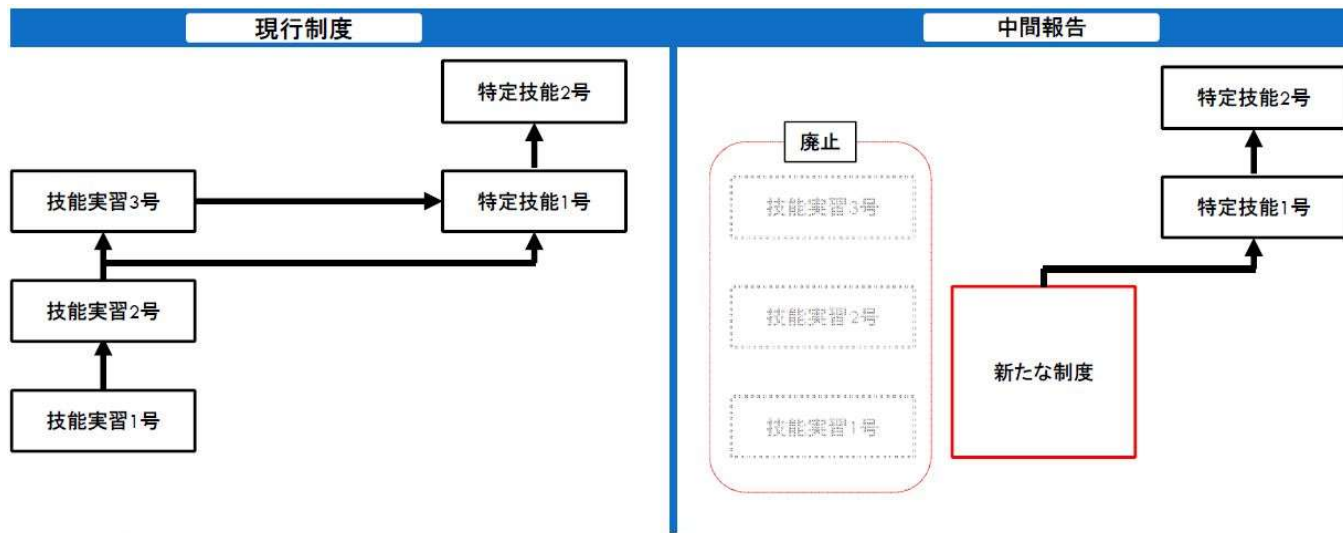 現行制度
特定技能2号
技能実習3号
特定技能1号
技能実習2号
技能実習1号
中間報告
特定技能2号
廃止
技能実習3号
特定技能1号
技能実習2号
新たな制度
技能実習1号